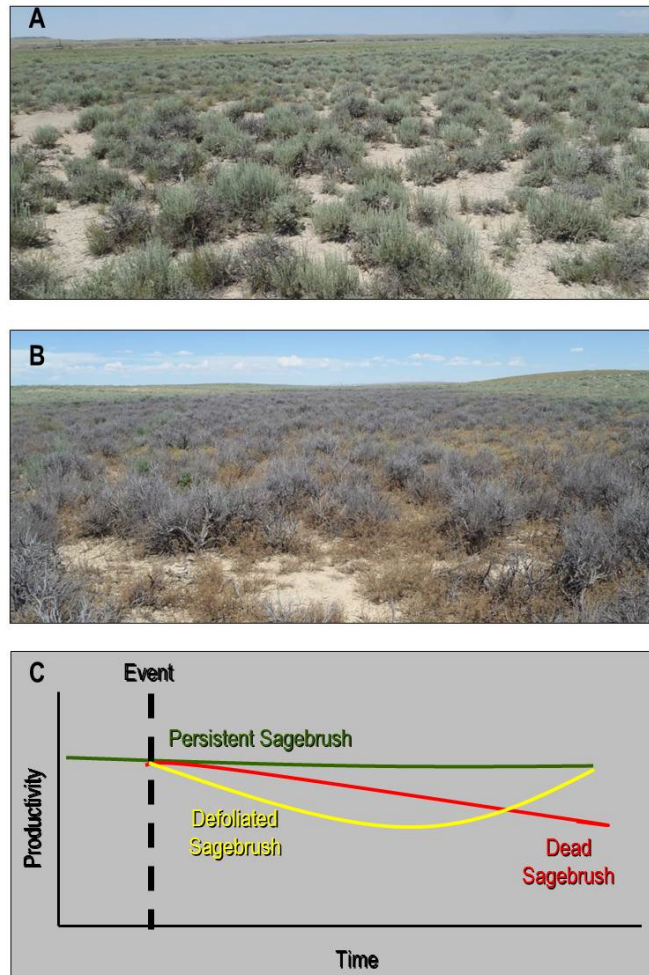 A
B
C
Event
Persistent Sagebrush
Defoliated
Sagebrush
Dead
Sagebrush
Productivity
Time